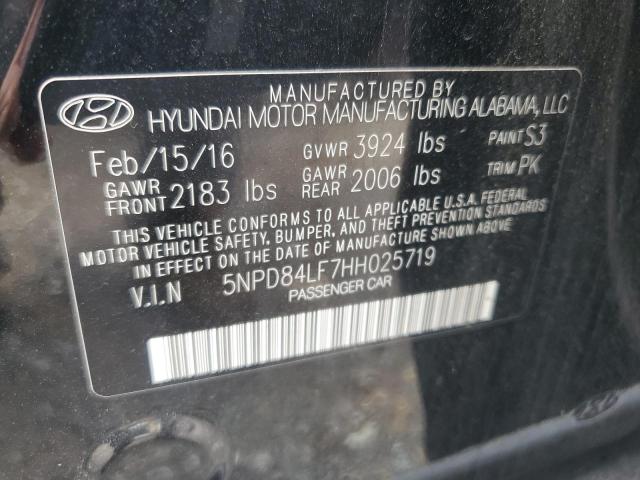 MANUFACTURED BY
HYUNDAI MOTOR MANUFACTURING ALABAMA, LLC
Feb/15/16 GVWR 3924 lbs PAINT S3
GAWR FRONT 2183 lbs GAWR REAR 2006 lbs TRIM PK
THIS VEHICLE CONFORMS TO ALL APPLICABLE U.S.A. FEDERAL
MOTOR VEHICLE SAFETY, BUMPER, AND THEFT PREVENTION STANDARDS
IN EFFECT ON THE DATE OF MANUFACTURE SHOWN ABOVE.
V.I.N 5NPD84LF7HH025719
PASSENGER CAR